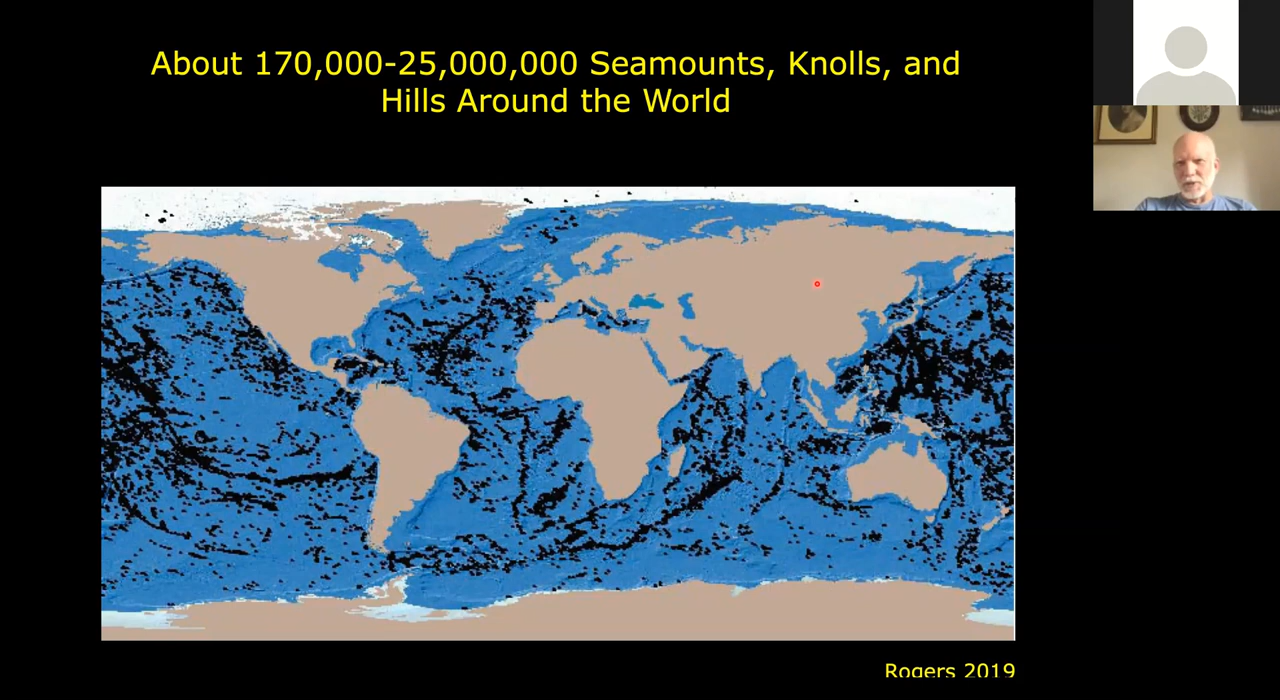 About 170,000-25,000,000 Seamounts, Knolls, and
Hills Around the World
Rogers 2019